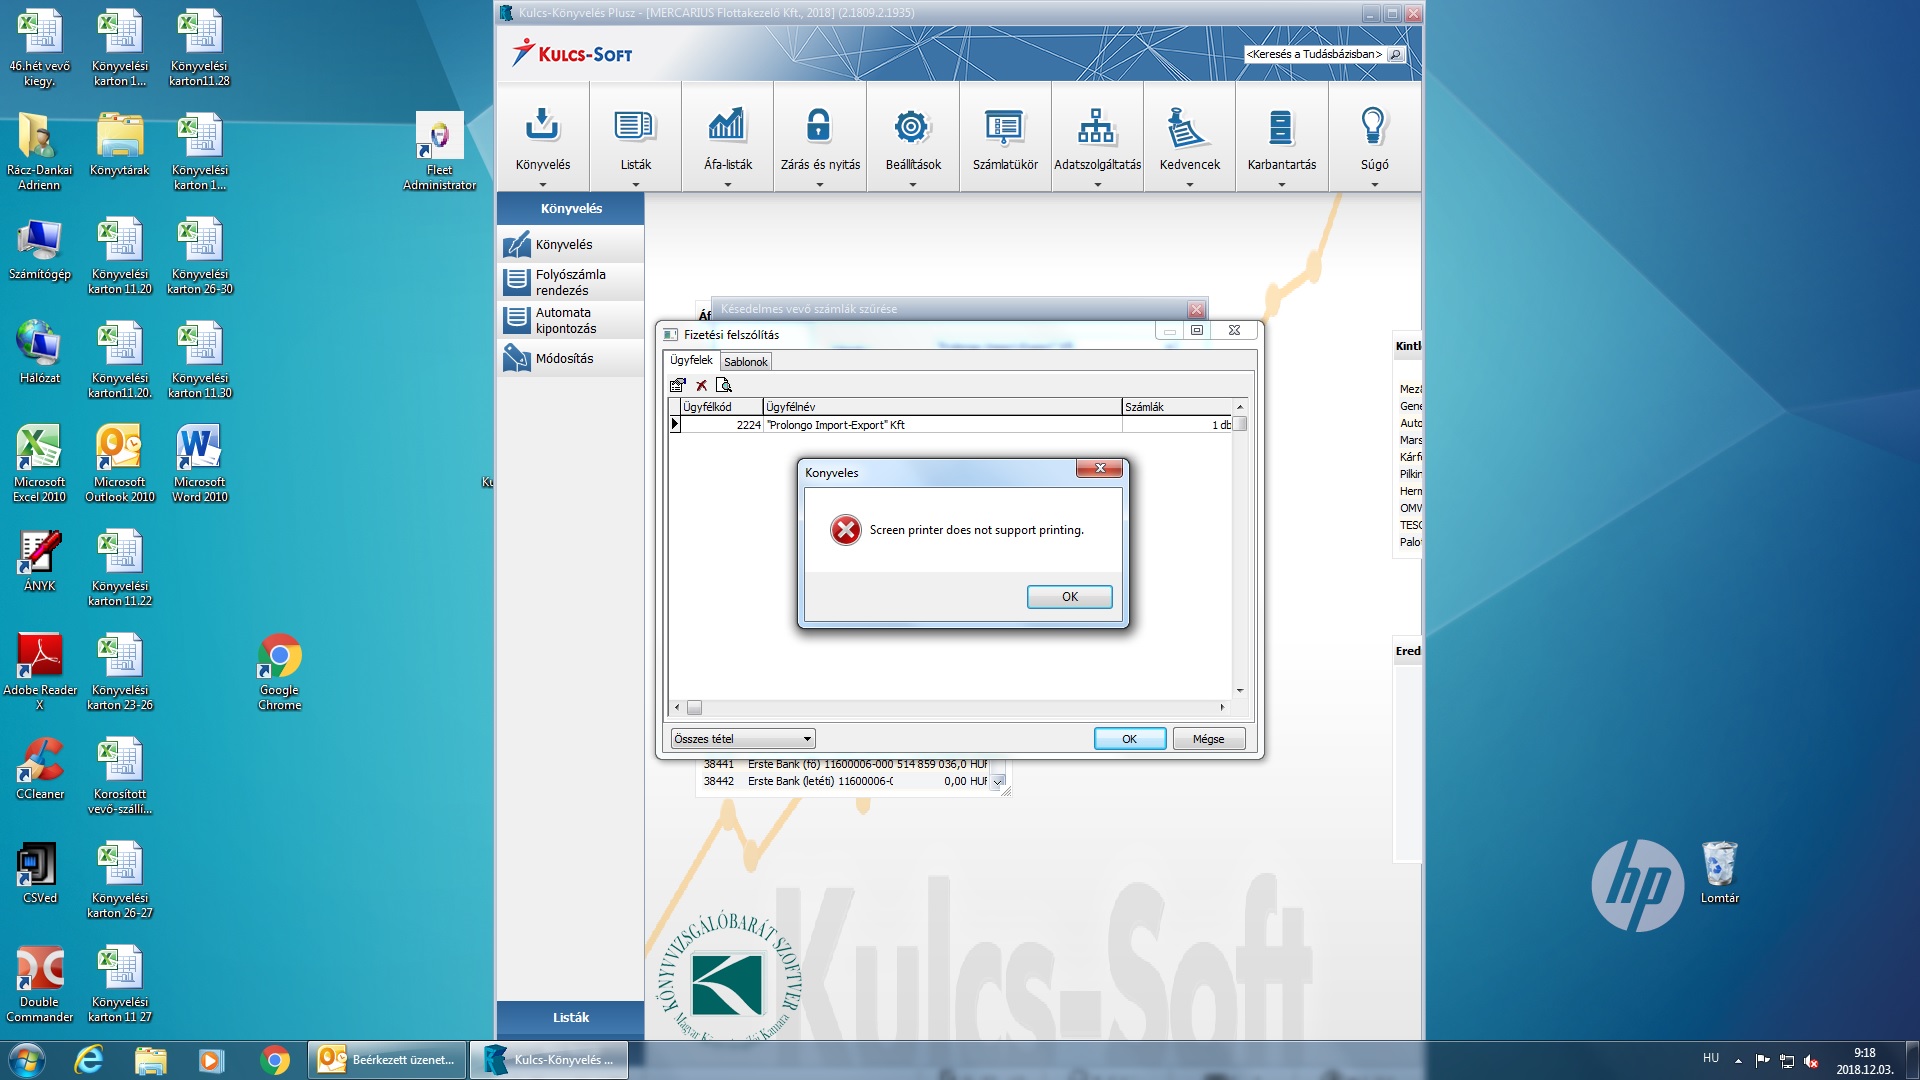 46.hét vevő
kiegy.
Könyvelési
karton 1...
Könyvelési
karton11.28
Rácz-Dankai
Adrienn
Könyvtárak
Könyvelési
karton 1...
Fleet
Administrator
Számítógép
Könyvelési
karton 11.20
Könyvelési
karton 26-30
Hálózat
Könyvelési
karton11.20.
Könyvelési
karton 11.30
Microsoft
Excel 2010
Microsoft
Outlook 2010
Microsoft
Word 2010
ÁNYK
Könyvelési
karton 11.22
Adobe Reader
X
Könyvelési
karton 23-26
Google
Chrome
CCleaner
Korosított
vevő-szállí...
CSVed
Könyvelési
karton 26-27
Double
Commander
Könyvelési
karton 11 27
Kulcs-Könyvelés Plusz - [MERCARIUS Flottakezelő Kft., 2018] (2.1809.2.1935)
KULCS-SOFT
<Keresés a Tudásbázisban>
Könyvelés
Listák
Áfa-listák
Zárás és nyitás
Beállítások
Számlatükör
Adatszolgáltatás
Kedvencek
Karbantartás
Súgó
Könyvelés
Könyvelés
Folyószámla
rendezés
Automata
kipontozás
Módosítás
Listák
Áf
Késedelmes vevő számlák szűrése
Fizetési felszólítás
Ügyfelek
Sablonok
Ügyfélkód
Ügyfélnév
Számlák
2224
"Prolongo Import-Export" Kft
1 db
Konyveles
Screen printer does not support printing.
OK
Összes tétel
OK
Mégse
38441 Erste Bank (fő) 11600006-000 514 859 036,0 HUF
38442 Erste Bank (letéti) 11600006-0 0,00 HUF
Kintl
Gene
Auto
Mars
Kárfo
Pilkin
Herm
OMV
TESC
Palot
Ered
Kulcs-Soft
KÖNYVVIZSGÁLÓBARÁT SZOFTVER
hp
Lomtár
Beérkezett üzenet...
Kulcs-Könyvelés ...
HU
9:18
2018.12.03.